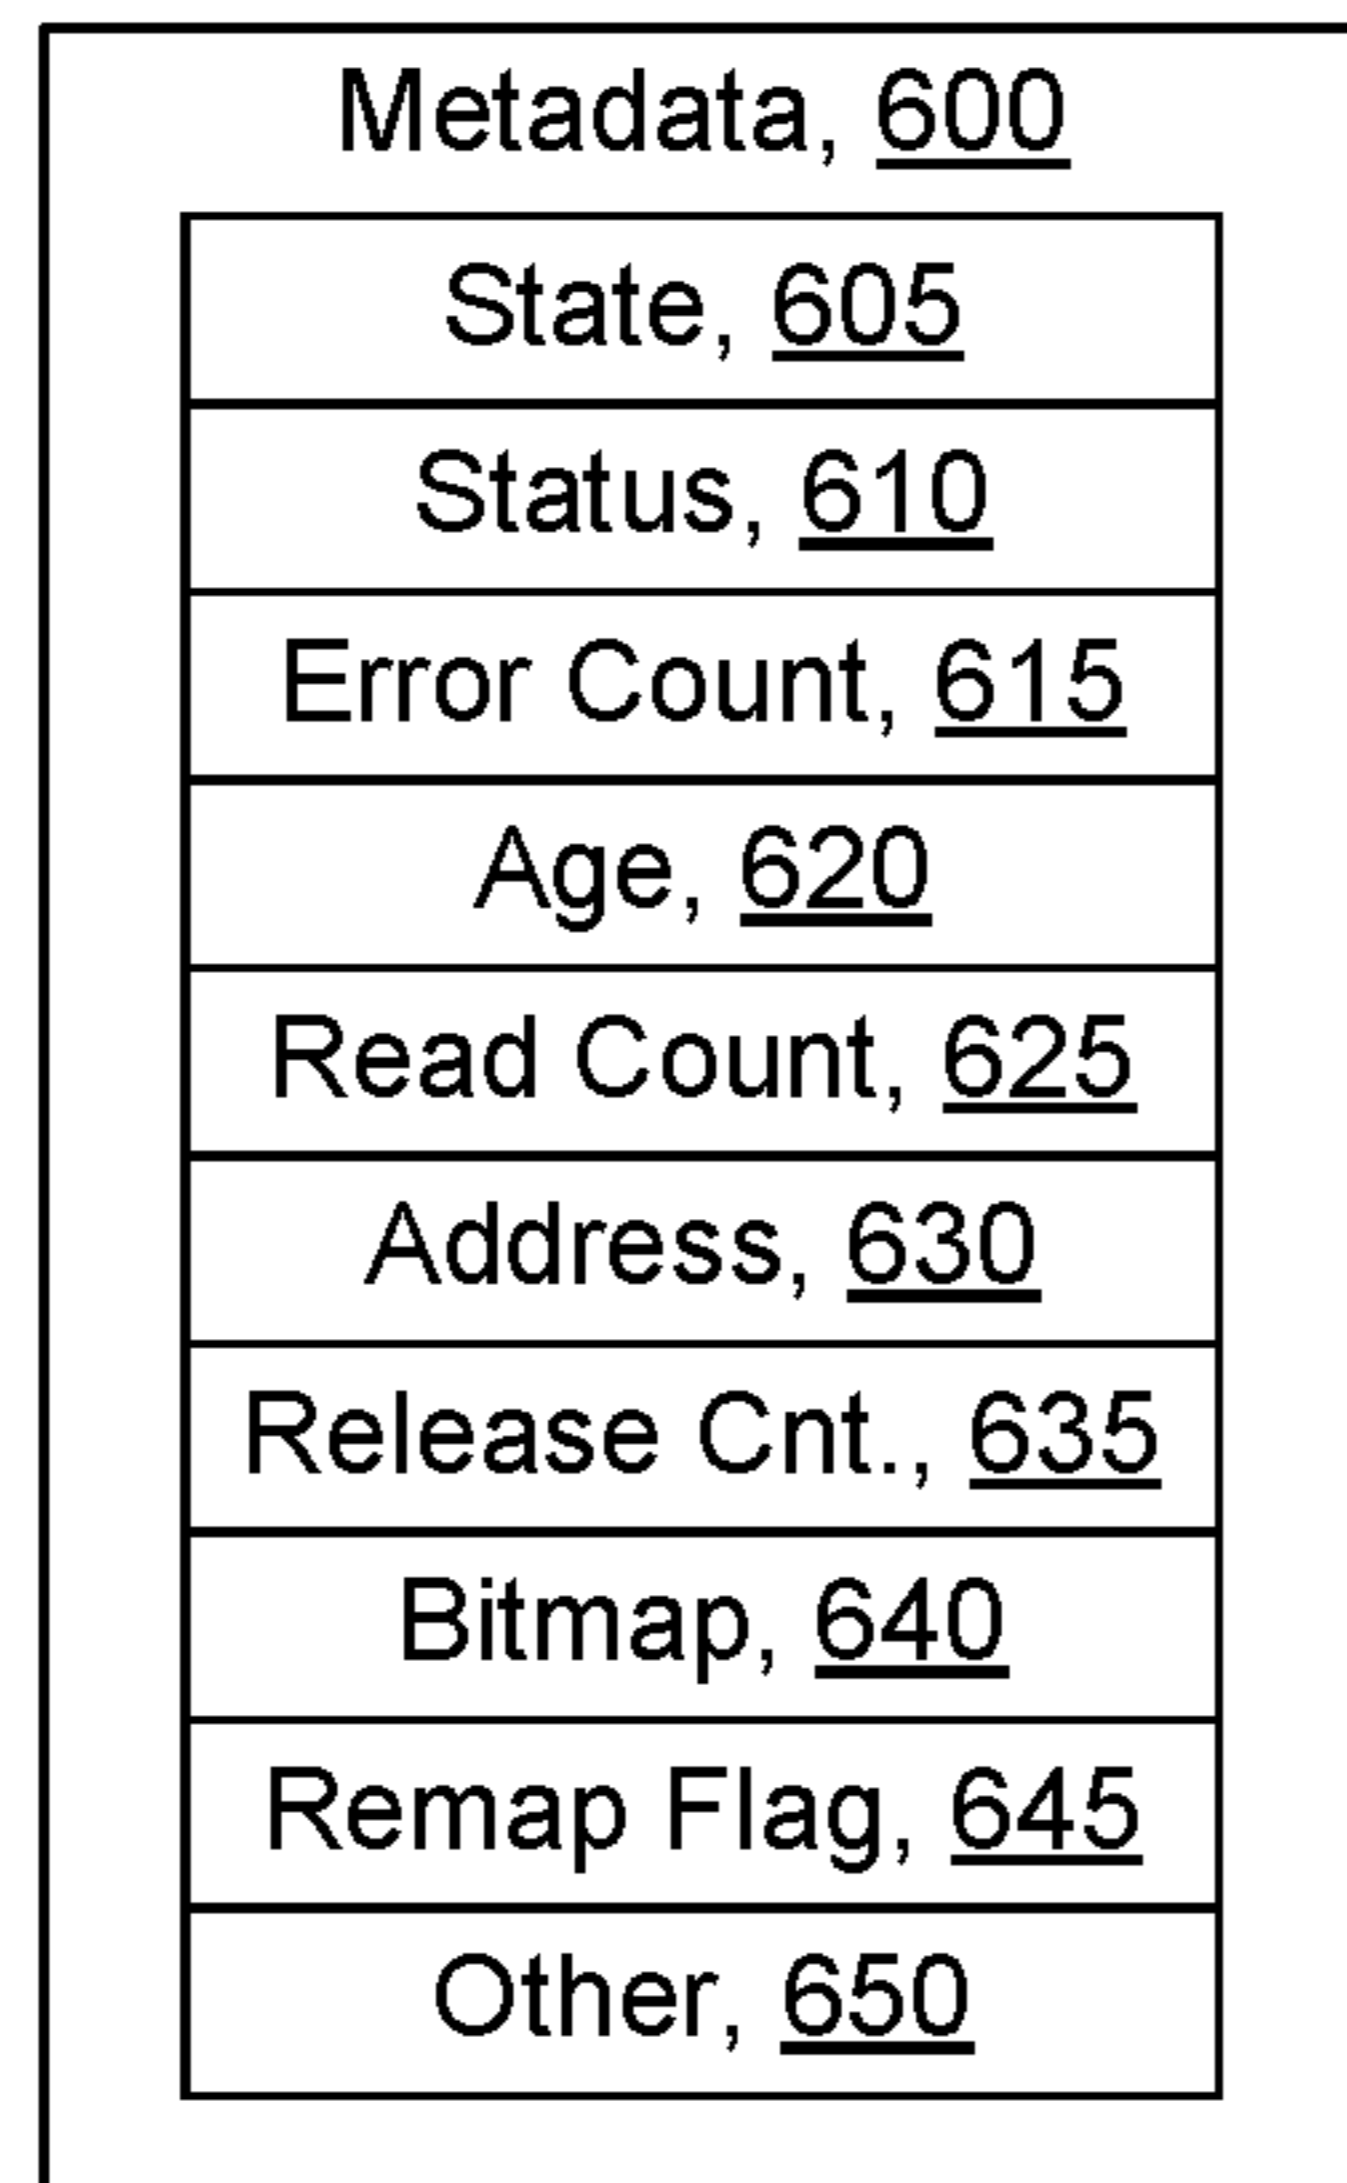 Metadata, 600
State, 605
Status, 610
Error Count, 615
Age, 620
Read Count, 625
Address, 630
Release Cnt., 635
Bitmap, 640
Remap Flag, 645
Other, 650